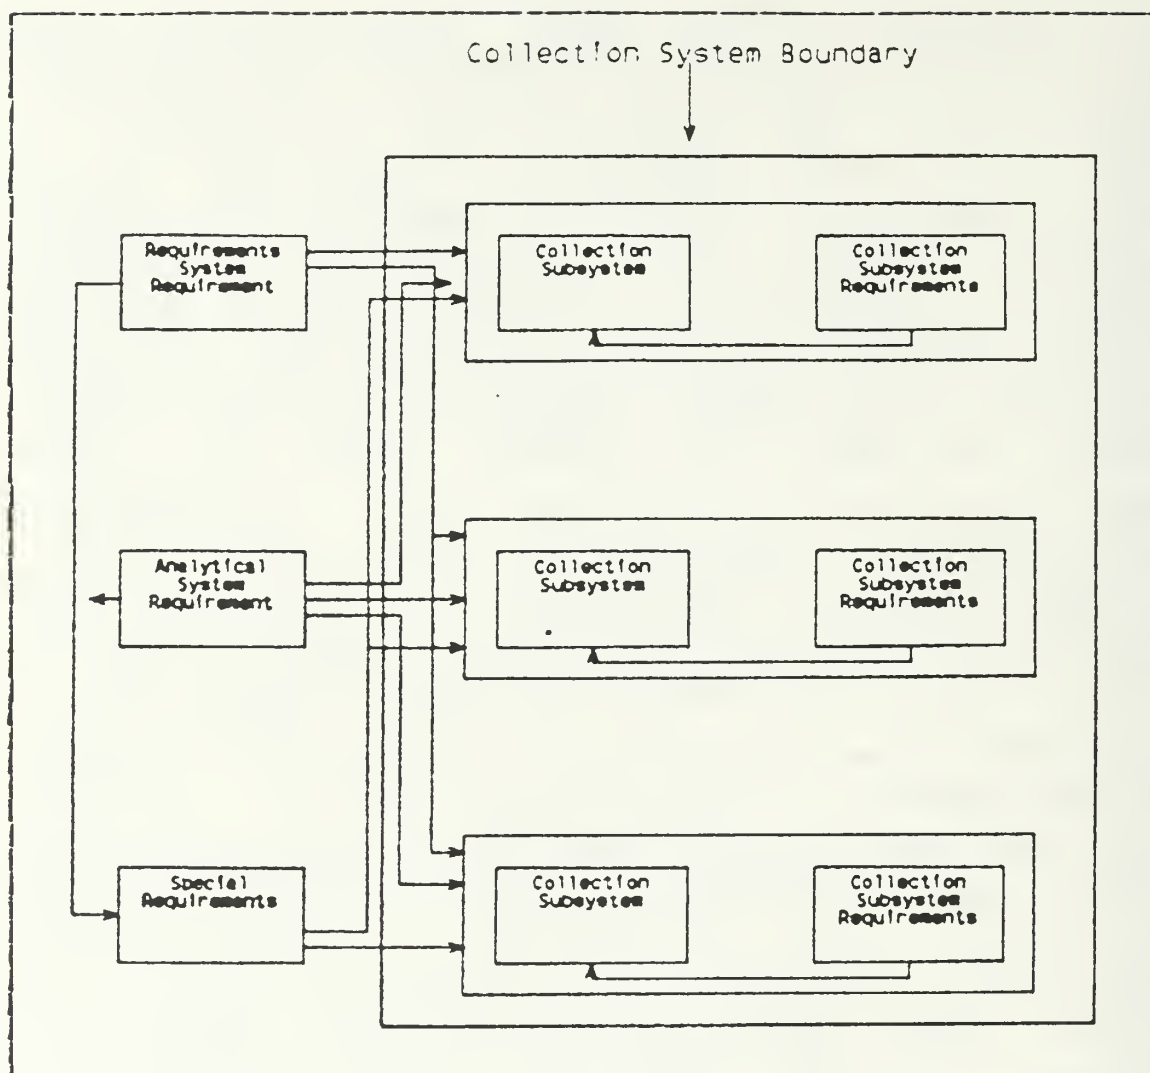 Collection System Boundary
Requirements
System
Requirement
Collection
Subsystem
Collection
Subsystem
Requirements
Analytical
System
Requirement
Collection
Subsystem
Collection
Subsystem
Requirements
Special
Requirements
Collection
Subsystem
Collection
Subsystem
Requirements